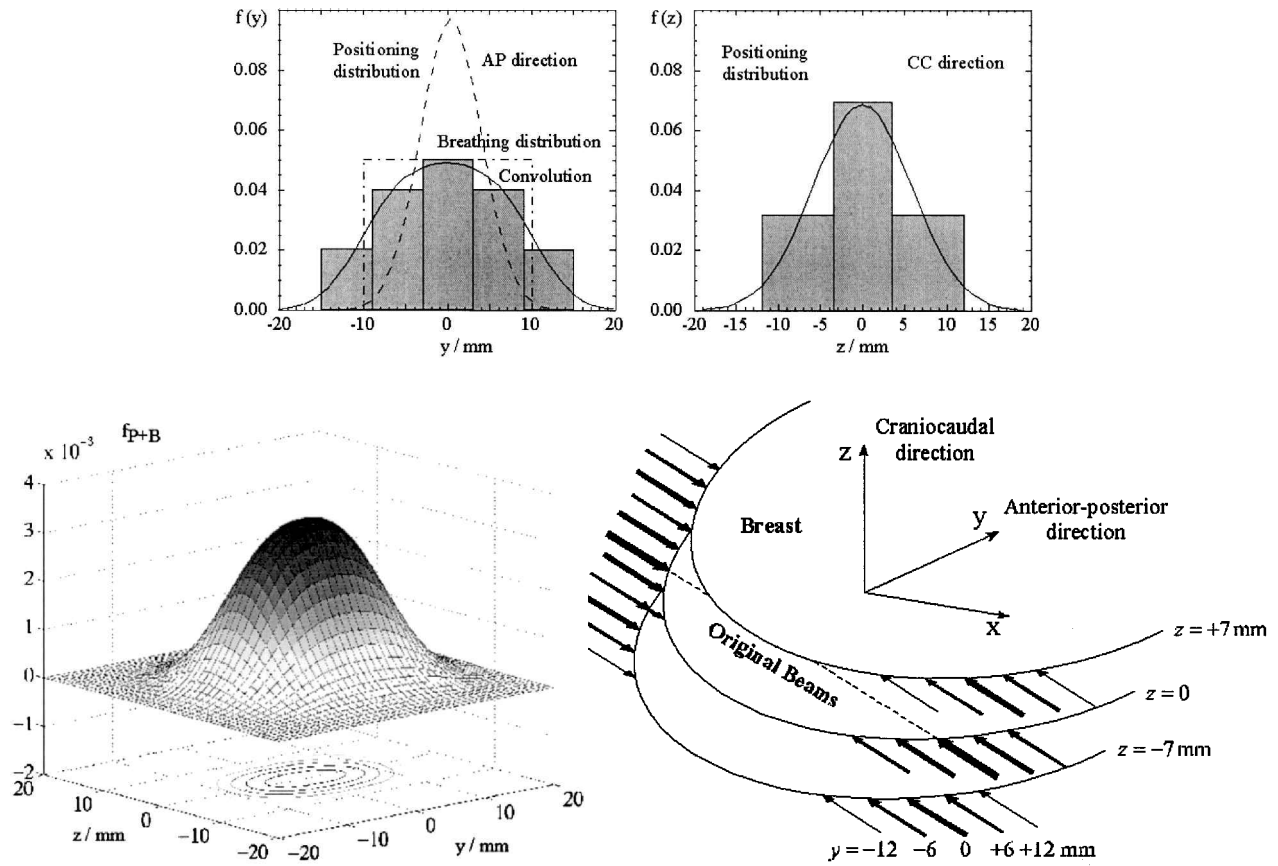 f (y)
Positioning
distribution
AP direction
0.08
0.06
Breathing distribution
0.04
Convolution
0.02
0.00
-20 -10 0 10 20
y / mm
f (z)
Positioning
distribution
CC direction
0.08
0.06
0.04
0.02
0.00
-20 -15 -10 -5 0 5 10 15 20
z / mm
x 10⁻³
fP+B
4
3
2
1
0
−1
−2
20 10 0 −10 −20
z / mm
−20 −10 0 10 20
y / mm
Craniocaudal
direction
z
Anterior-posterior
direction
y
Breast
x
Original Beams
z = +7 mm
z = 0
z = −7 mm
y = −12 −6 0 +6 +12 mm